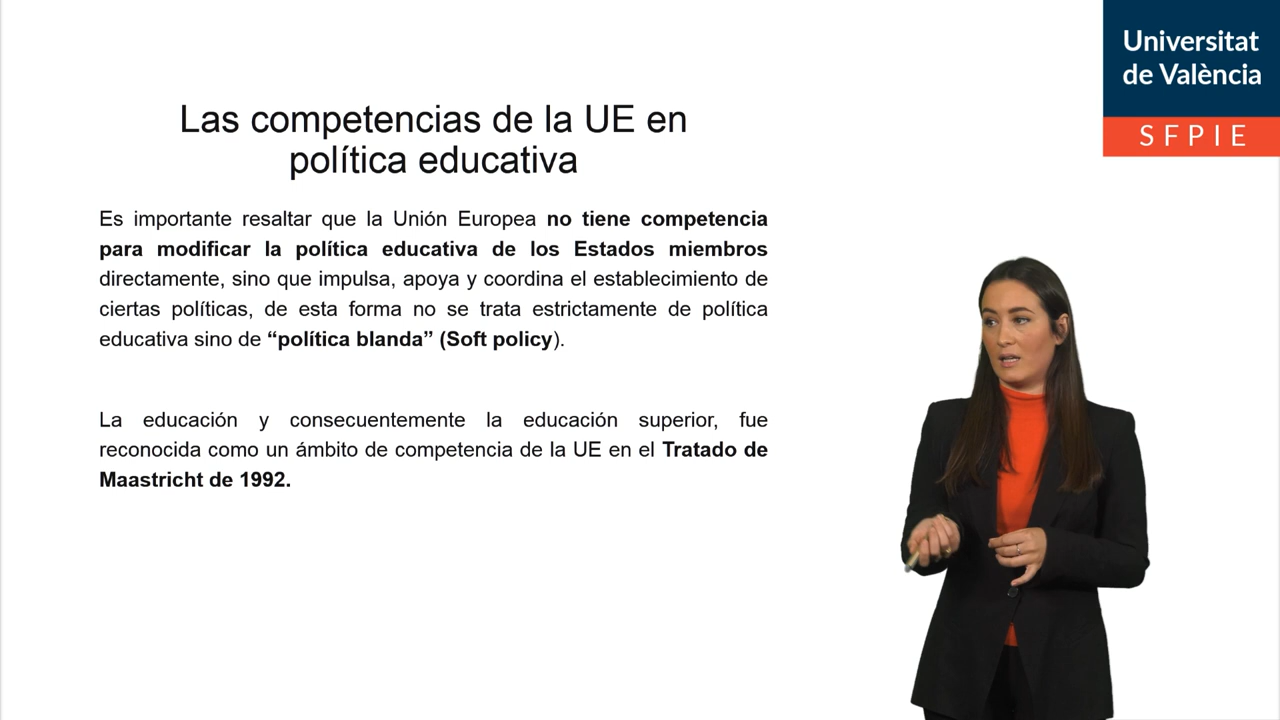 Universitat
de València
SFPIE
Las competencias de la UE en
política educativa
Es importante resaltar que la Unión Europea no tiene competencia
para modificar la política educativa de los Estados miembros
directamente, sino que impulsa, apoya y coordina el establecimiento de
ciertas políticas, de esta forma no se trata estrictamente de política
educativa sino de “política blanda” (Soft policy).
La educación y consecuentemente la educación superior, fue
reconocida como un ámbito de competencia de la UE en el Tratado de
Maastricht de 1992.